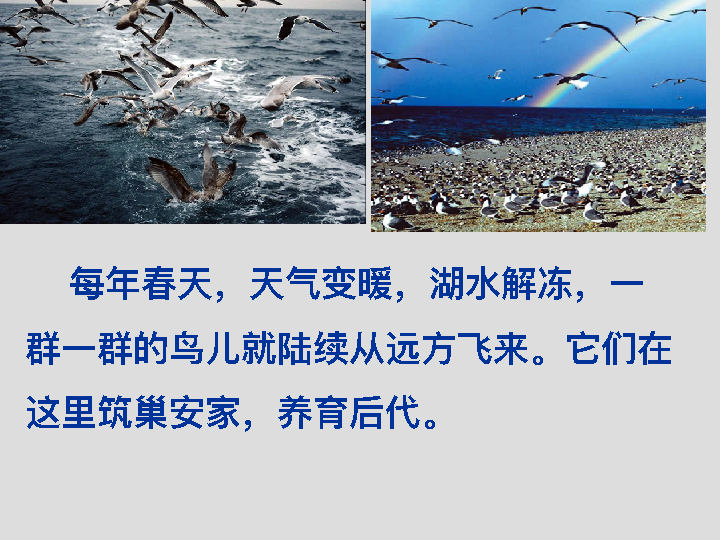 每年春天，天气变暖，湖水解冻，一
群一群的鸟儿就陆续从远方飞来。它们在
这里筑巢安家，养育后代。